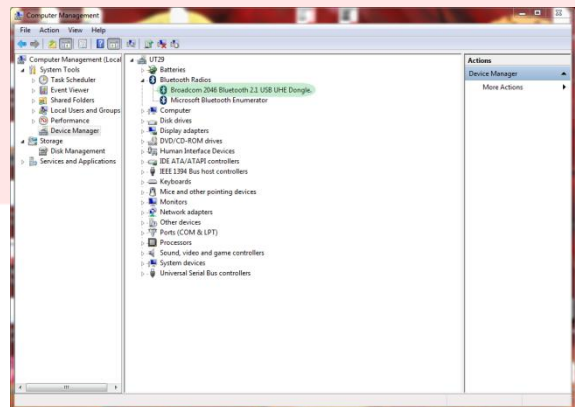 Computer Management
File Action View Help
Computer Management (Local
System Tools
Task Scheduler
Event Viewer
Shared Folders
Local Users and Groups
Performance
Device Manager
Storage
Disk Management
Services and Applications
UT29
Batteries
Bluetooth Radios
Broadcom 2046 Bluetooth 2.1 USB UHE Dongle,
Microsoft Bluetooth Enumerator
Computer
Disk drives
Display adapters
DVD/CD-ROM drives
Human Interface Devices
IDE ATA/ATAPI controllers
IEEE 1394 Bus host controllers
Keyboards
Mice and other pointing devices
Monitors
Network adapters
Other devices
Ports (COM & LPT)
Processors
Sound, video and game controllers
System devices
Universal Serial Bus controllers
Actions
Device Manager
More Actions